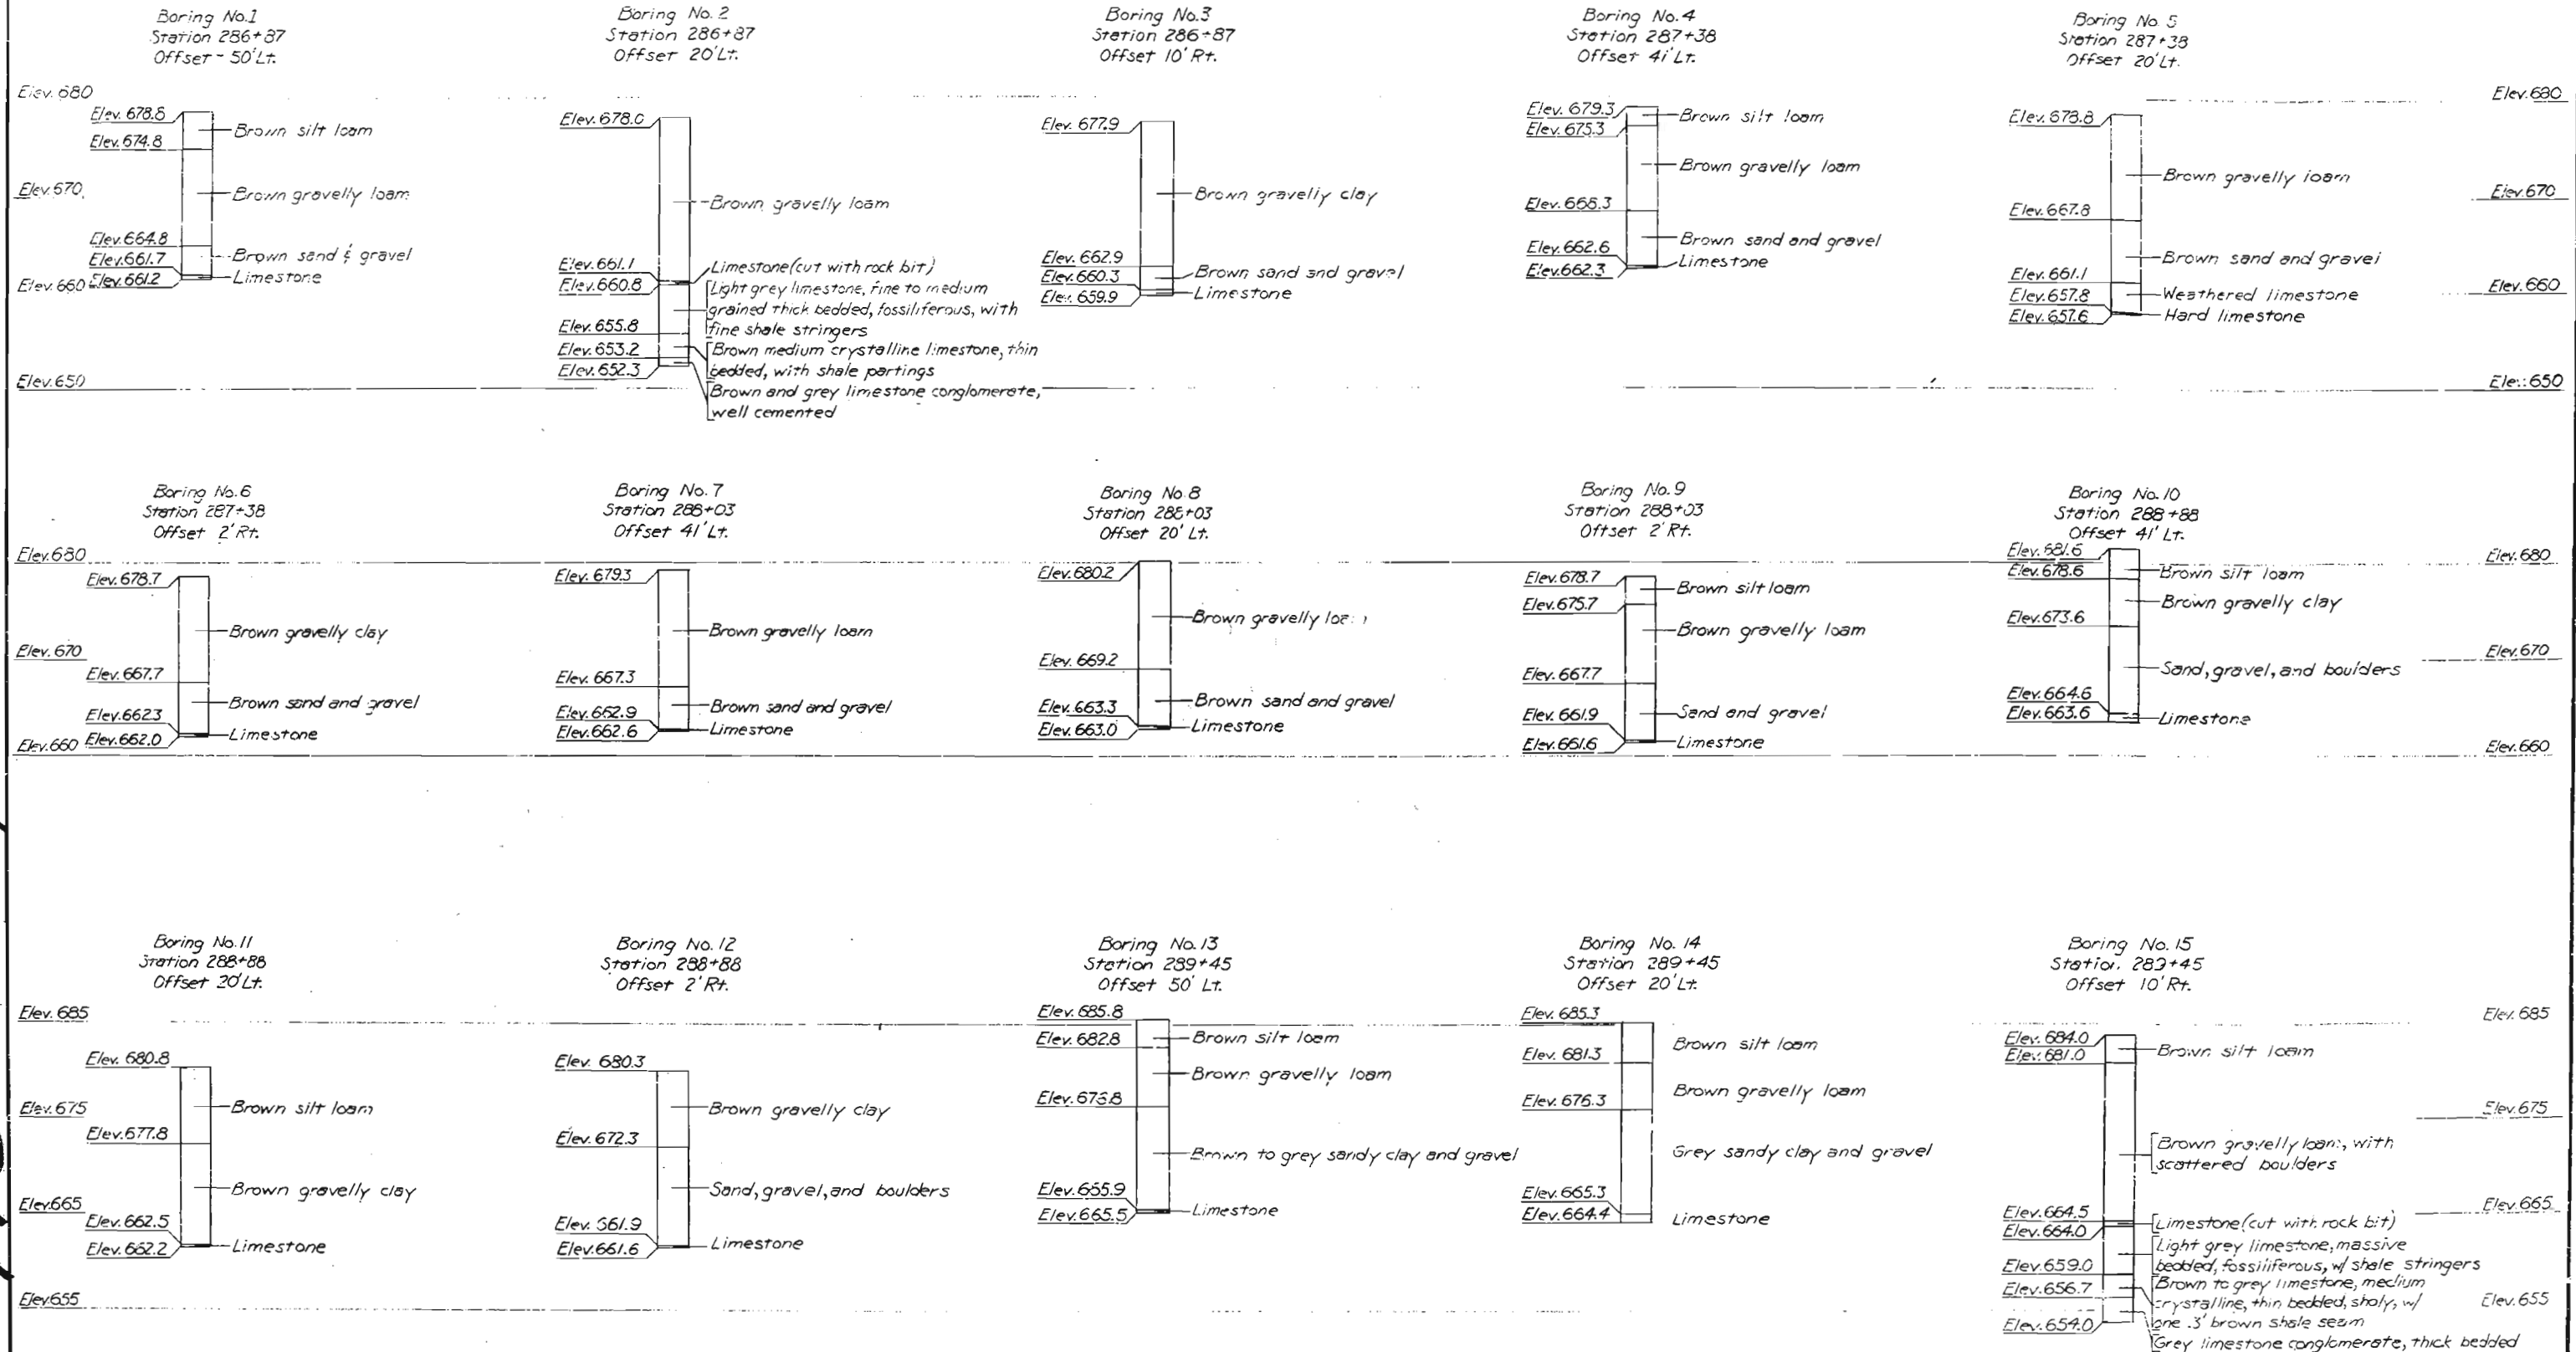 Boring No.1
Station 286+87
Offset - 50' Lt.
Boring No. 2
Station 286+87
Offset 20' Lt.
Boring No.3
Station 286+87
Offset 10' Rt.
Boring No. 4
Station 287+38
Offset 41' Lt.
Boring No. 5
Station 287+38
Offset 20' Lt.
Elev. 680
Elev. 680
Elev. 678.8
Brown silt loam
Elev. 674.8
Elev. 670
Brown gravelly loam
Elev. 664.8
Brown sand & gravel
Elev. 661.7
Limestone
Elev. 660
Elev. 661.2
Elev. 650
Elev. 678.0
Brown gravelly loam
Elev. 661.1
Limestone (cut with rock bit)
Elev. 660.8
Light grey limestone, fine to medium
grained thick bedded, fossiliferous, with
fine shale stringers
Elev. 655.8
Elev. 653.2
Brown medium crystalline limestone, thin
bedded, with shale partings
Elev. 652.3
Brown and grey limestone conglomerate,
well cemented
Elev. 677.9
Brown gravelly clay
Elev. 662.9
Brown sand and gravel
Elev. 660.3
Limestone
Elev. 659.9
Elev. 679.3
Brown silt loam
Elev. 675.3
Brown gravelly loam
Elev. 668.3
Brown sand and gravel
Elev. 662.6
Limestone
Elev. 662.3
Elev. 678.8
Brown gravelly loam
Elev. 667.8
Brown sand and gravel
Elev. 661.1
Weathered limestone
Elev. 657.8
Hard limestone
Elev. 657.6
Elev. 670
Elev. 660
Elev. 650
Boring No. 6
Station 287+38
Offset 2' Rt.
Boring No. 7
Station 288+03
Offset 41' Lt.
Boring No. 8
Station 288+03
Offset 20' Lt.
Boring No. 9
Station 288+03
Offset 2' Rt.
Boring No. 10
Station 288+88
Offset 41' Lt.
Elev. 680
Elev. 678.7
Brown gravelly clay
Elev. 670
Elev. 667.7
Brown sand and gravel
Elev. 662.3
Limestone
Elev. 660
Elev. 662.0
Elev. 679.3
Brown gravelly loam
Elev. 667.3
Brown sand and gravel
Elev. 662.9
Limestone
Elev. 662.6
Elev. 680.2
Brown gravelly
Elev. 669.2
Brown sand and gravel
Elev. 663.3
Limestone
Elev. 663.0
Elev. 678.7
Brown silt loam
Elev. 675.7
Brown gravelly loam
Elev. 667.7
Sand and gravel
Elev. 661.9
Limestone
Elev. 661.6
Elev. 681.6
Elev. 678.6
Brown silt loam
Brown gravelly clay
Elev. 673.6
Sand, gravel, and boulders
Elev. 664.6
Elev. 663.6
Limestone
Elev. 680
Elev. 670
Elev. 660
Boring No. 11
Station 288+88
Offset 20' Lt.
Boring No. 12
Station 288+88
Offset 2' Rt.
Boring No. 13
Station 289+45
Offset 50' Lt.
Boring No. 14
Station 289+45
Offset 20' Lt.
Boring No. 15
Station 289+45
Offset 10' Rt.
Elev. 685
Elev. 680.8
Elev. 675
Brown silt loam
Elev. 677.8
Brown gravelly clay
Elev. 665
Elev. 662.5
Elev. 662.2
Limestone
Elev. 655
Elev. 680.3
Brown gravelly clay
Elev. 672.3
Sand, gravel, and boulders
Elev. 661.9
Elev. 661.6
Limestone
Elev. 685.8
Elev. 682.8
Brown silt loam
Brown gravelly loam
Elev. 676.8
Brown to grey sandy clay and gravel
Elev. 665.9
Elev. 665.5
Limestone
Elev. 685.3
Brown silt loam
Elev. 681.3
Brown gravelly loam
Elev. 676.3
Grey sandy clay and gravel
Elev. 665.3
Elev. 664.4
Limestone
Elev. 684.0
Elev. 681.0
Brown silt loam
Brown gravelly loam, with
scattered boulders
Elev. 664.5
Limestone (cut with rock bit)
Elev. 664.0
Light grey limestone, massive
bedded, fossiliferous, w/ shale stringers
Elev. 659.0
Elev. 656.7
Brown to grey limestone, medium
crystalline, thin bedded, shaly, w/
one .3' brown shale seam
Elev. 654.0
Grey limestone conglomerate, thick bedded
Elev. 685
Elev. 675
Elev. 665
Elev. 655